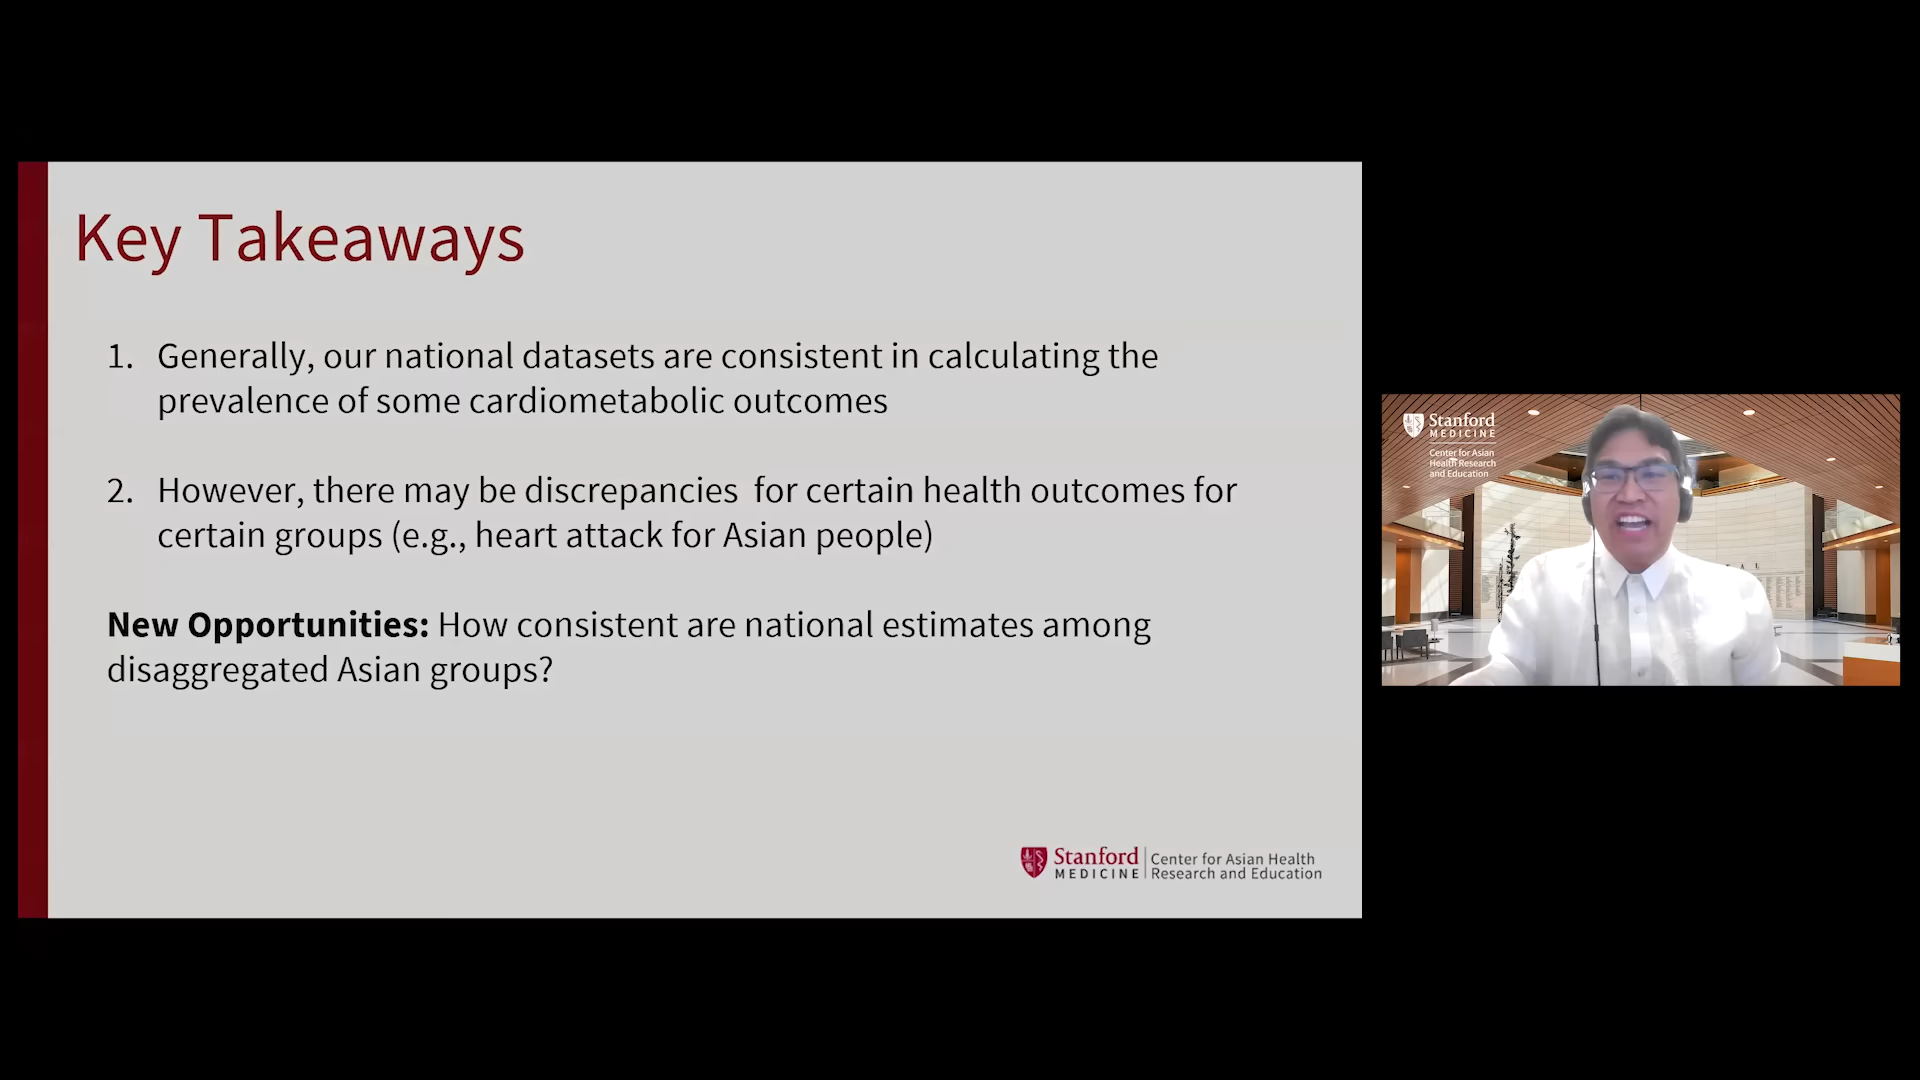 Key Takeaways
1. Generally, our national datasets are consistent in calculating the
prevalence of some cardiometabolic outcomes
2. However, there may be discrepancies for certain health outcomes for
certain groups (e.g., heart attack for Asian people)
New Opportunities: How consistent are national estimates among
disaggregated Asian groups?
Stanford
MEDICINE
Center for Asian Health
Research and Education
Stanford
MEDICINE
Center for Asian
Health Research
and Education